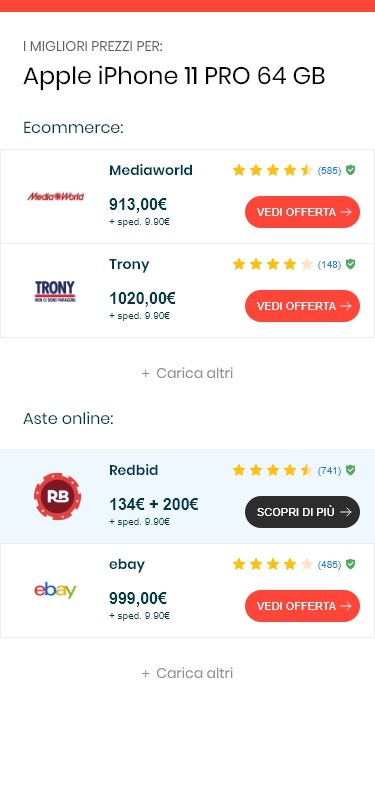 I MIGLIORI PREZZI PER:
Apple iPhone 11 PRO 64 GB
Ecommerce:
MediaWorld
Mediaworld
(585)
913,00€
+ sped. 9.90€
VEDI OFFERTA
TRONY
NON CI SONO PARAGONI.
Trony
(148)
1020,00€
+ sped. 9.90€
VEDI OFFERTA
+ Carica altri
Aste online:
RB
Redbid
(741)
134€ + 200€
+ sped. 9.90€
SCOPRI DI PIÙ
ebay
ebay
(485)
999,00€
+ sped. 9.90€
VEDI OFFERTA
+ Carica altri